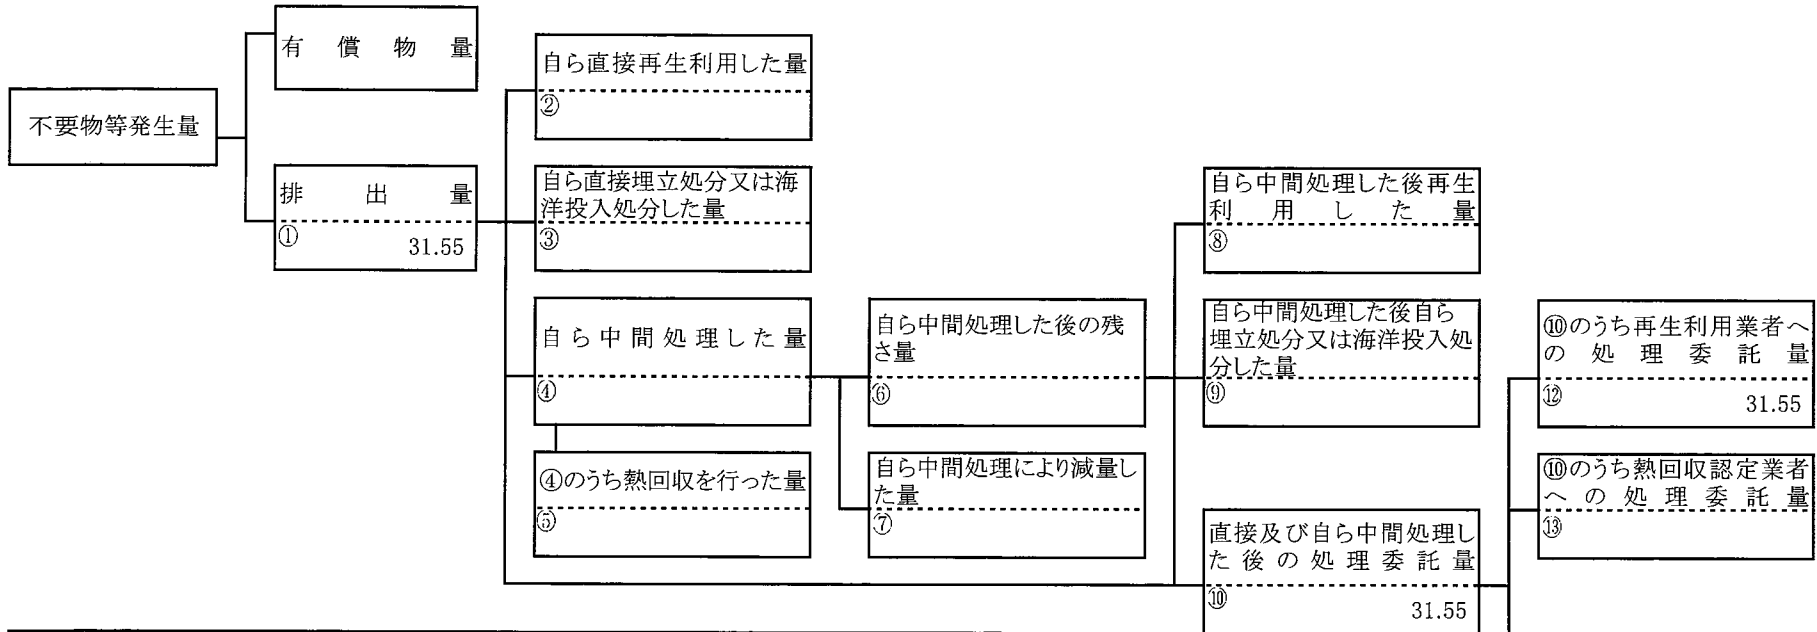 有償物量
不要物等発生量
排出量
①
31.55
自ら直接再生利用した量
②
自ら直接埋立処分又は海
洋投入処分した量
③
自ら中間処理した量
④
④のうち熱回収を行った量
⑤
自ら中間処理した後の残
さ量
⑥
自ら中間処理により減量し
た量
⑦
自ら中間処理した後再生
利用した量
⑧
自ら中間処理した後自ら
埋立処分又は海洋投入処
分した量
⑨
直接及び自ら中間処理し
た後の処理委託量
⑩
31.55
⑩のうち再生利用業者へ
の処理委託量
⑫
31.55
⑩のうち熱回収認定業者
への処理委託量
⑬